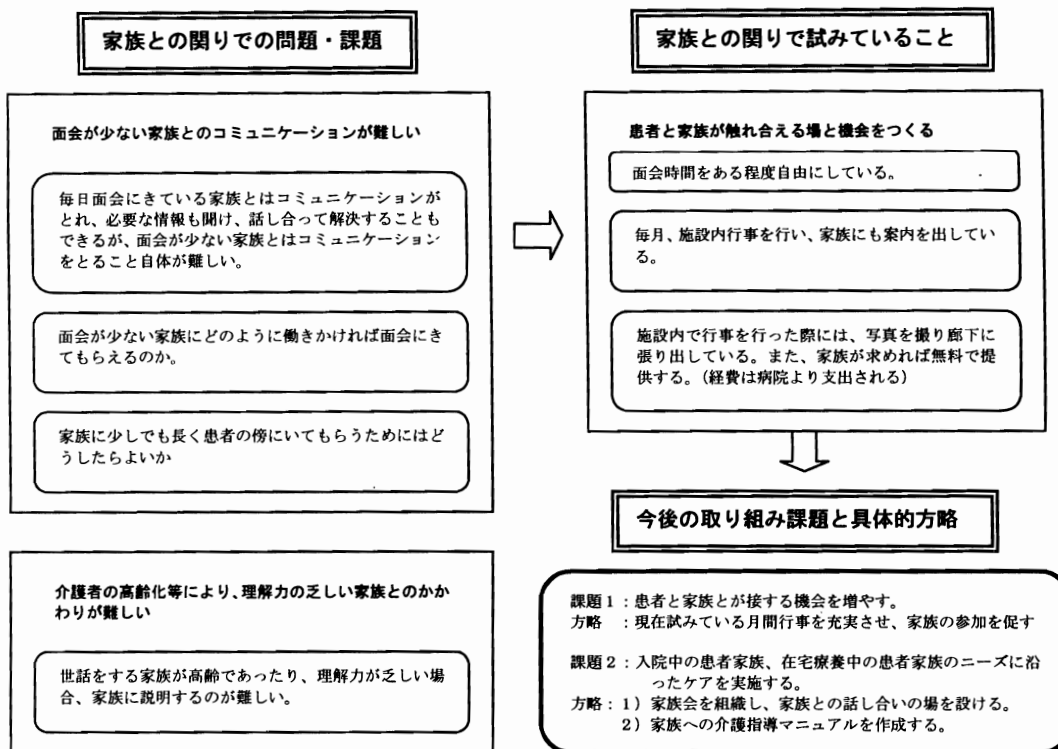 家族との関りでの問題・課題
面会が少ない家族とのコミュニケーションが難しい
毎日面会にきている家族とはコミュニケーションが
とれ、必要な情報も聞け、話し合って解決することも
できるが、面会が少ない家族とはコミュニケーション
をとること自体が難しい。
面会が少ない家族にどのように働きかければ面会にき
てもらえるのか。
家族に少しでも長く患者の傍にいてもらうためにはど
うしたらよいか
介護者の高齢化等により、理解力の乏しい家族とのかか
わりが難しい
世話をする家族が高齢であったり、理解力が乏しい場
合、家族に説明するのが難しい。
家族との関りで試みていること
患者と家族が触れ合える場と機会をつくる
面会時間をある程度自由にしている。
毎月、施設内行事を行い、家族にも案内を出してい
る。
施設内で行事を行った際には、写真を撮り廊下に
張り出している。また、家族が求めれば無料で提
供する。（経費は病院より支出される）
今後の取り組み課題と具体的方略
課題1：患者と家族とが接する機会を増やす。
方略　：現在試みている月間行事を充実させ、家族の参加を促す
課題2：入院中の患者家族、在宅療養中の患者家族のニーズに沿
ったケアを実施する。
方略：1）家族会を組織し、家族との話し合いの場を設ける。
2）家族への介護指導マニュアルを作成する。